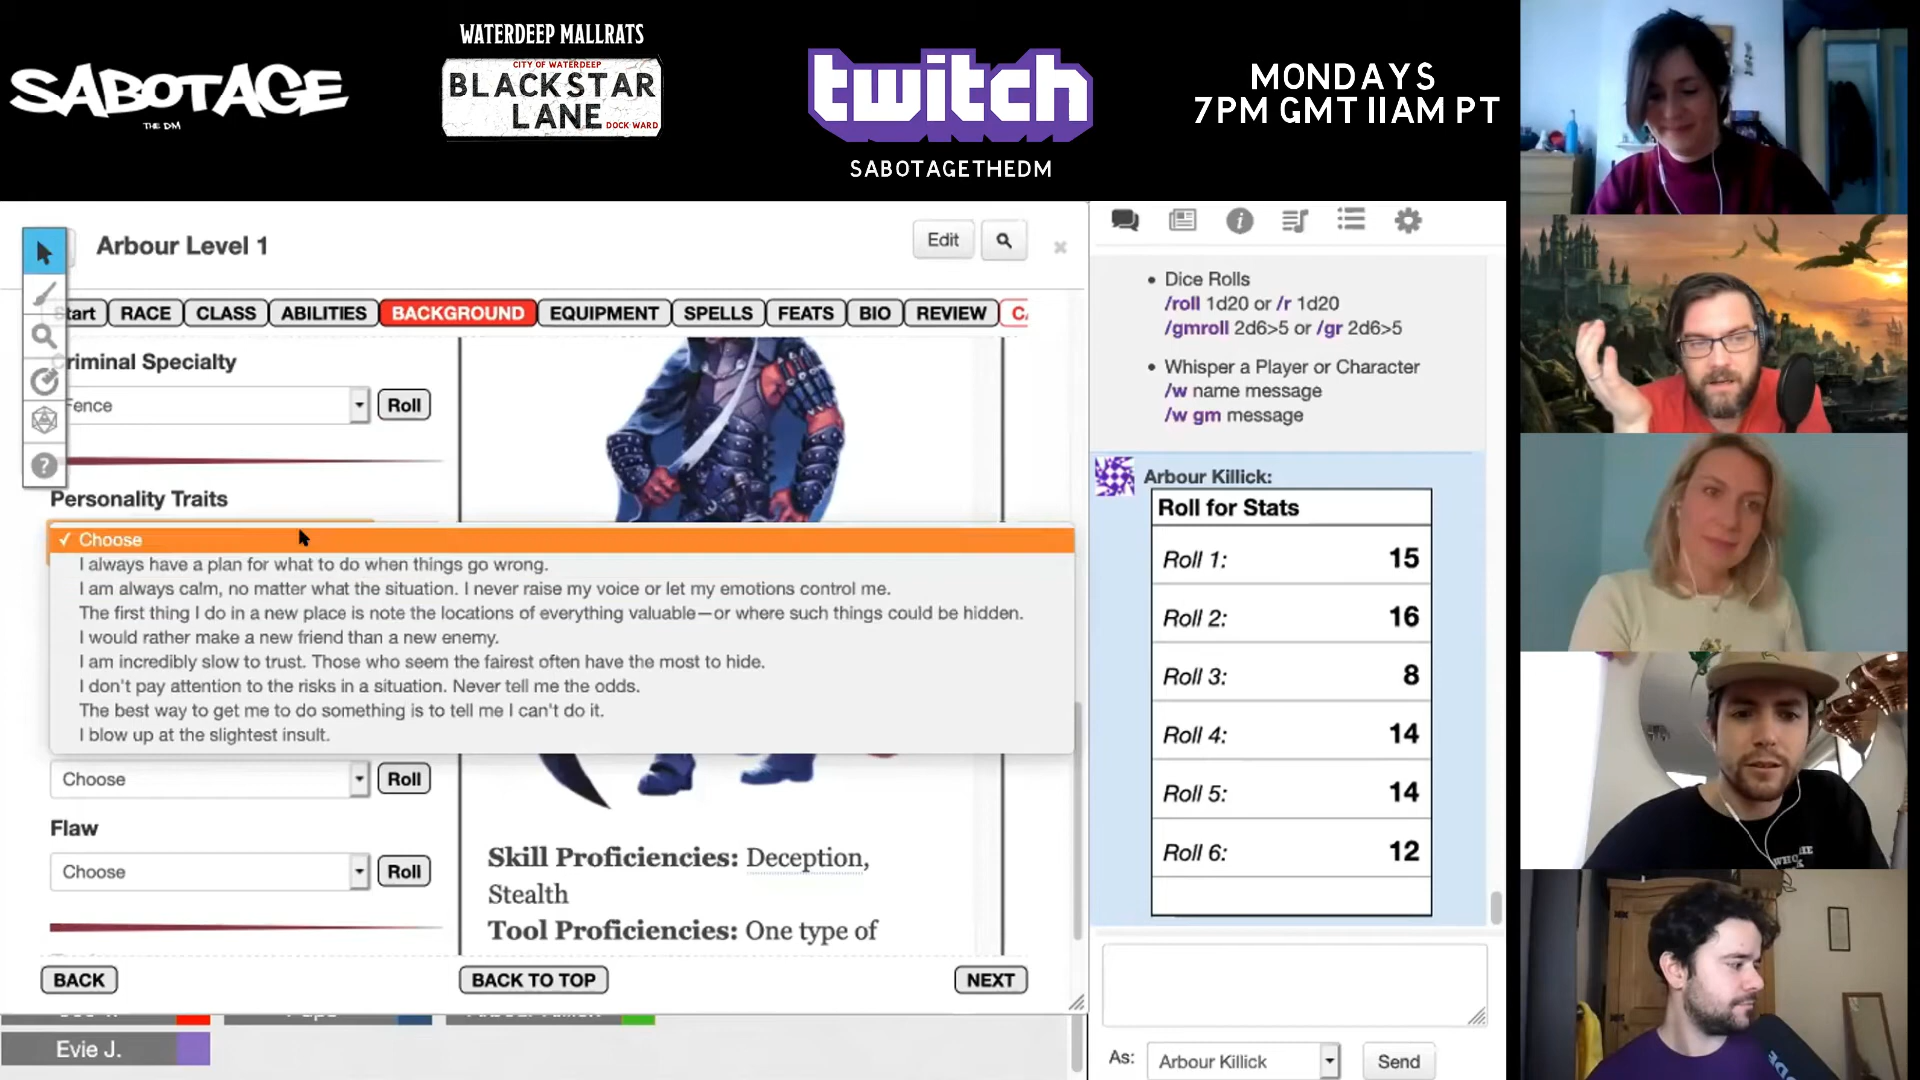 SABOTAGE
THE DM
WATERDEEP MALLRATS
CITY OF WATERDEEP
BLACKSTAR
LANE
DOCK WARD
twitch
SABOTAGETHEDM
MONDAYS
7PM GMT 11AM PT
Arbour Level 1
Edit
Start RACE CLASS ABILITIES BACKGROUND EQUIPMENT SPELLS FEATS BIO REVIEW
Criminal Specialty
Fence
Roll
Personality Traits
✓ Choose
I always have a plan for what to do when things go wrong.
I am always calm, no matter what the situation. I never raise my voice or let my emotions control me.
The first thing I do in a new place is note the locations of everything valuable—or where such things could be hidden.
I would rather make a new friend than a new enemy.
I am incredibly slow to trust. Those who seem the fairest often have the most to hide.
I don't pay attention to the risks in a situation. Never tell me the odds.
The best way to get me to do something is to tell me I can't do it.
I blow up at the slightest insult.
Choose
Roll
Flaw
Choose
Roll
Skill Proficiencies: Deception,
Stealth
Tool Proficiencies: One type of
BACK
BACK TO TOP
NEXT
Evie J.
• Dice Rolls
/roll 1d20 or /r 1d20
/gmroll 2d6>5 or /gr 2d6>5
• Whisper a Player or Character
/w name message
/w gm message
Arbour Killick:
Roll for Stats
Roll 1: 15
Roll 2: 16
Roll 3: 8
Roll 4: 14
Roll 5: 14
Roll 6: 12
As:
Arbour Killick
Send